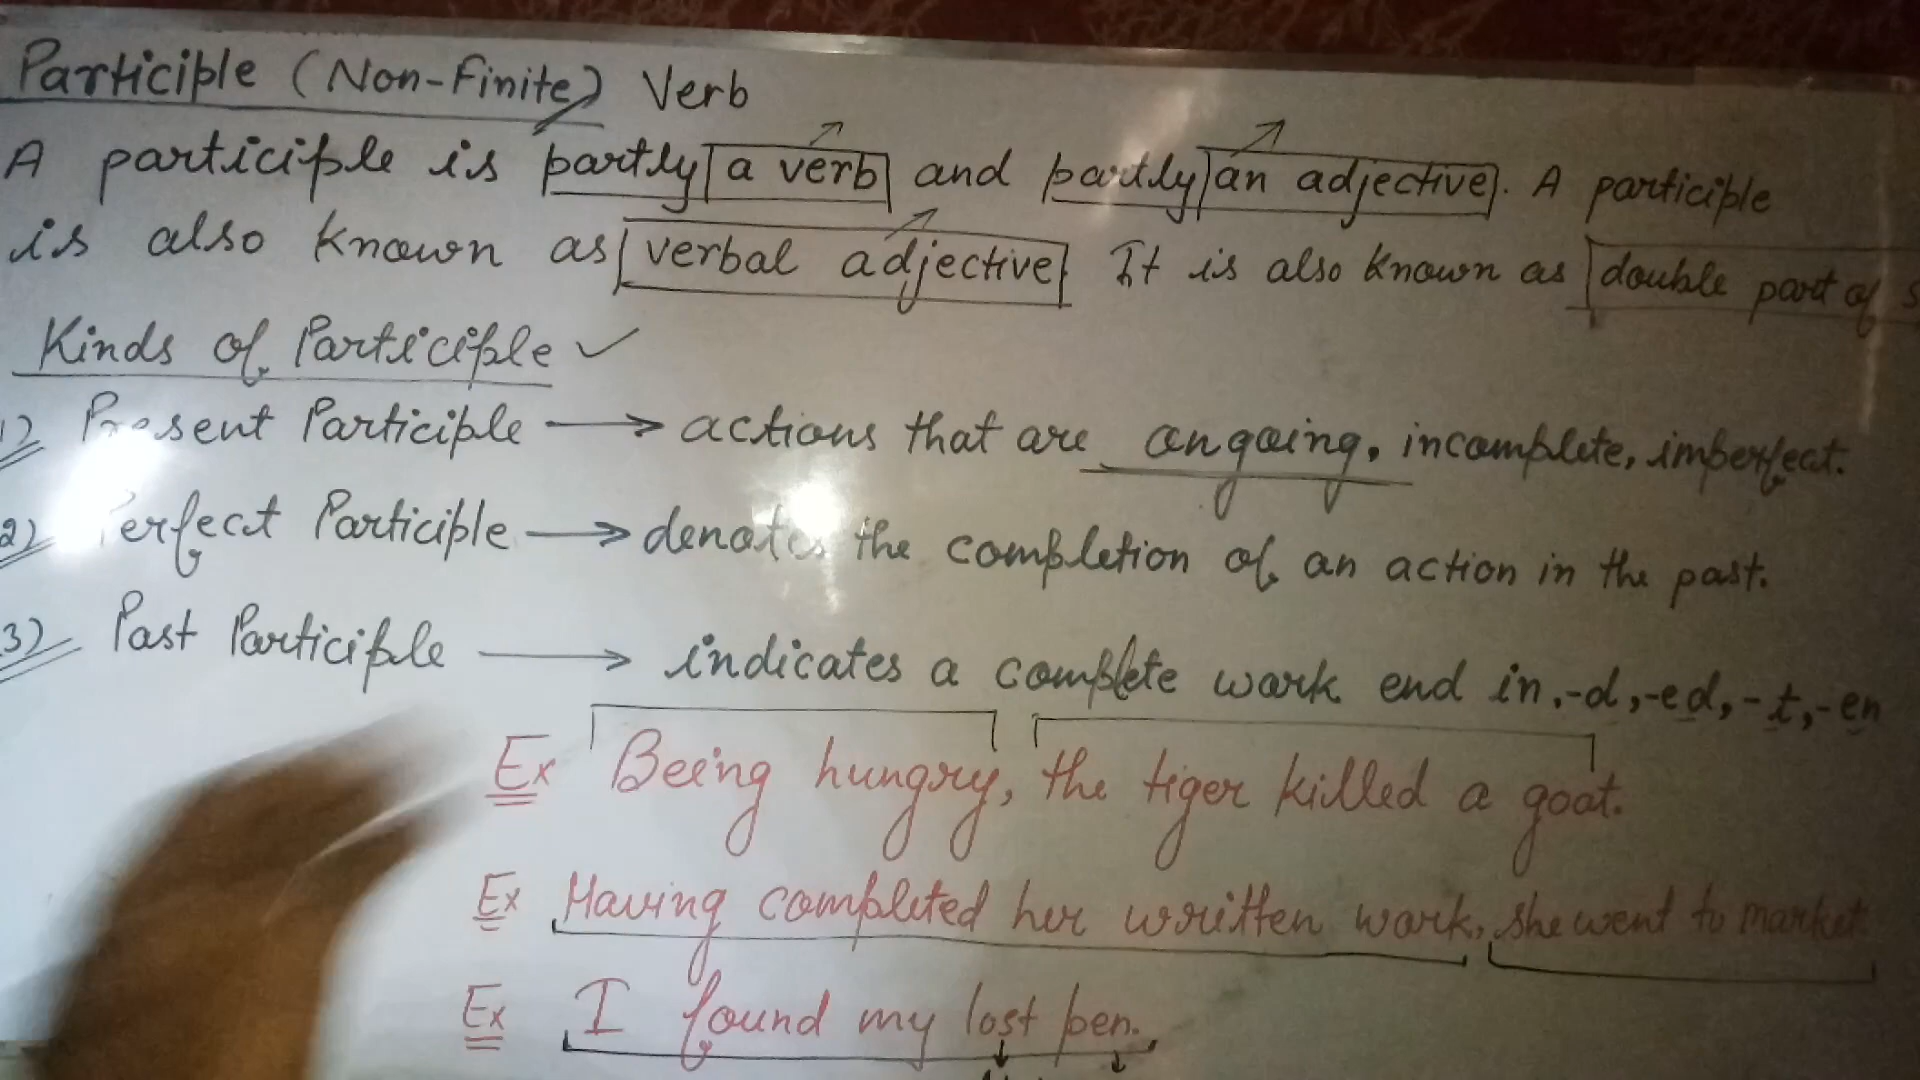 Participle (Non-Finite) Verb
A participle is partly a verb and partly an adjective. A participle
is also known as verbal adjective It is also known as double part of
Kinds of Participle ✓
1) Present Participle → actions that are ongoing, incomplete, imperfect.
2) Perfect Participle → denotes the completion of an action in the past.
3) Past Participle → indicates a complete work end in, -d, -ed, -t, -en
Ex Being hungry, the tiger killed a goat.
Ex Having completed her written work, she went to market
Ex I found my lost pen.